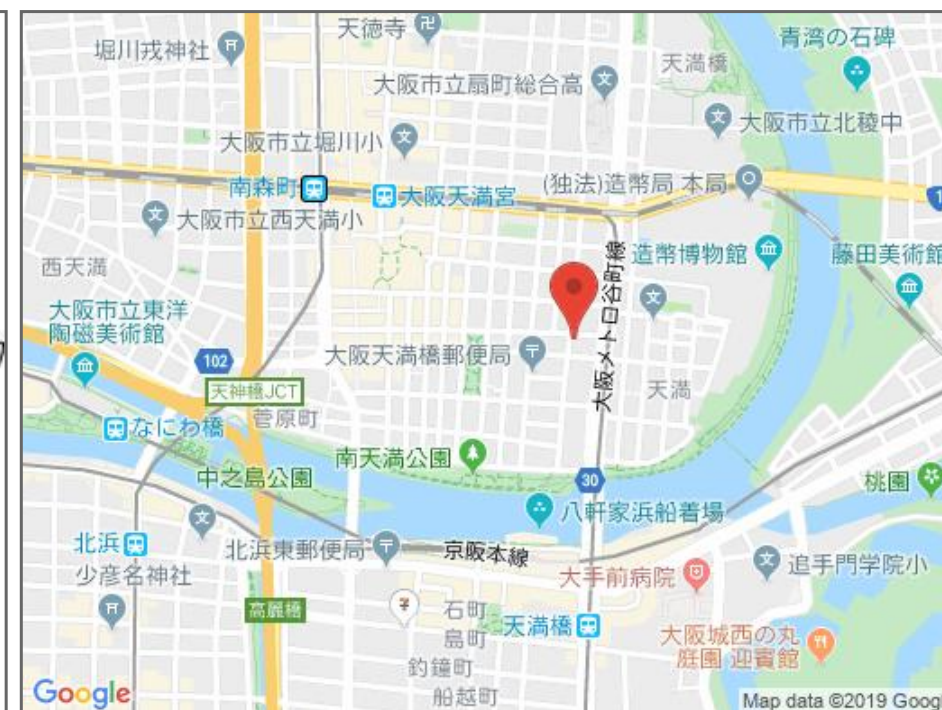 天徳寺
堀川戎神社
青湾の石碑
天満橋
大阪市立扇町総合高
大阪市立北稜中
大阪市立堀川小
南森町
大阪天満宮
(独法)造幣局 本局
大阪市立西天満小
西天満
造幣博物館
藤田美術館
大阪メトロ谷町線
大阪市立東洋
陶磁美術館
102
大阪天満橋郵便局
天満
天神橋JCT
菅原町
なにわ橋
南天満公園
中之島公園
30
桃園
八軒家浜船着場
北浜
北浜東郵便局
京阪本線
追手門学院小
少彦名神社
大手前病院
高麗橋
石町
島町
天満橋
大阪城西の丸
庭園 迎賓館
釣鐘町
船越町
Google
Map data ©2019 Goog